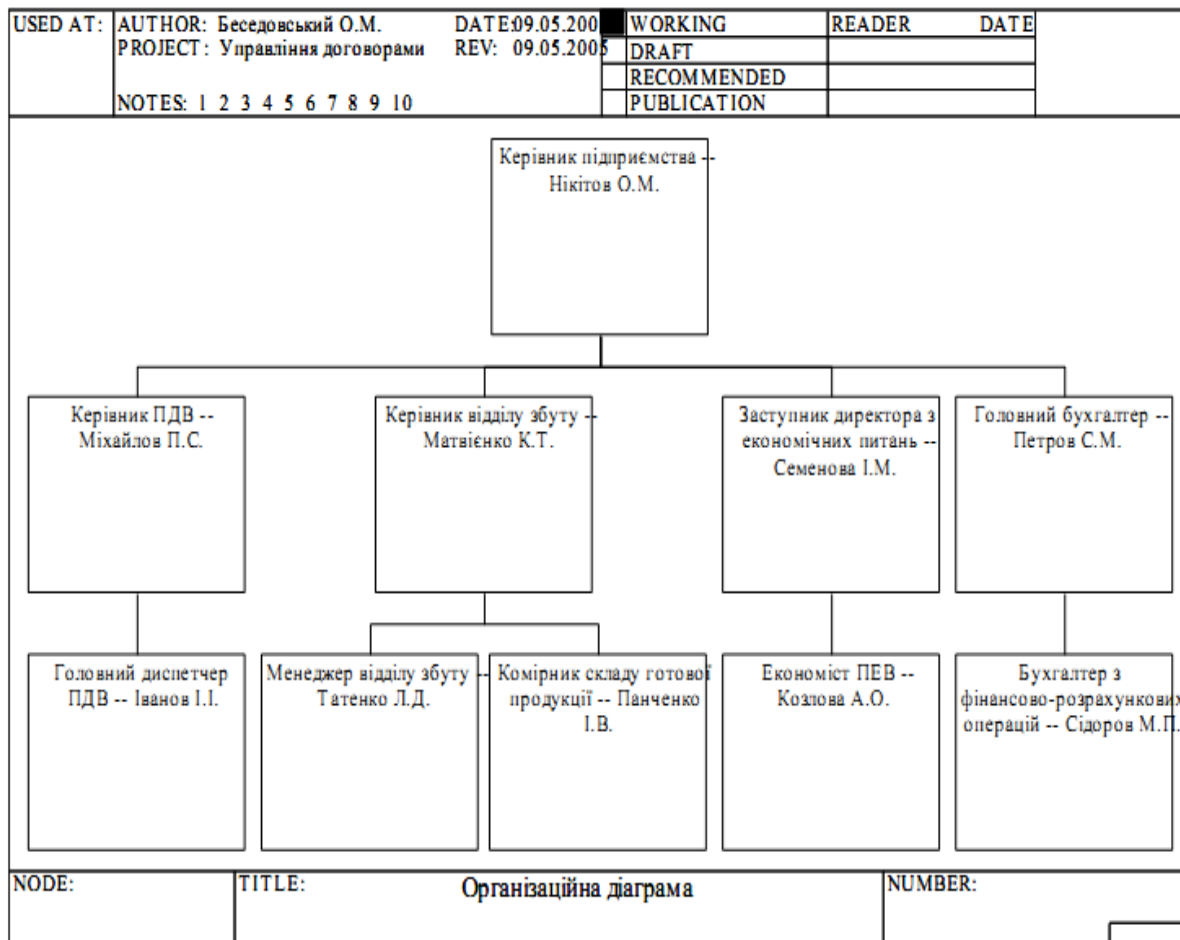 USED AT:
AUTHOR: Беседовський О.М.
DATE:09.05.200
PROJECT: Управління договорами
REV: 09.05.2005
NOTES: 1 2 3 4 5 6 7 8 9 10
WORKING
DRAFT
RECOMMENDED
PUBLICATION
READER
DATE
Керівник підприємства --
Нікітов О.М.
Керівник ПДВ --
Міхайлов П.С.
Керівник відділу збуту --
Матвієнко К.Т.
Заступник директора з
економічних питань --
Семенова І.М.
Головний бухгалтер --
Петров С.М.
Головний диспетчер
ПДВ -- Іванов І.І.
Менеджер відділу збуту --
Татенко Л.Д.
Комірник складу готової
продукції -- Панченко
І.В.
Економіст ПЕВ --
Козлова А.О.
Бухгалтер з
фінансово-розрахункових
операцій -- Сідоров М.П.
NODE:
TITLE:
Організаційна діаграма
NUMBER: